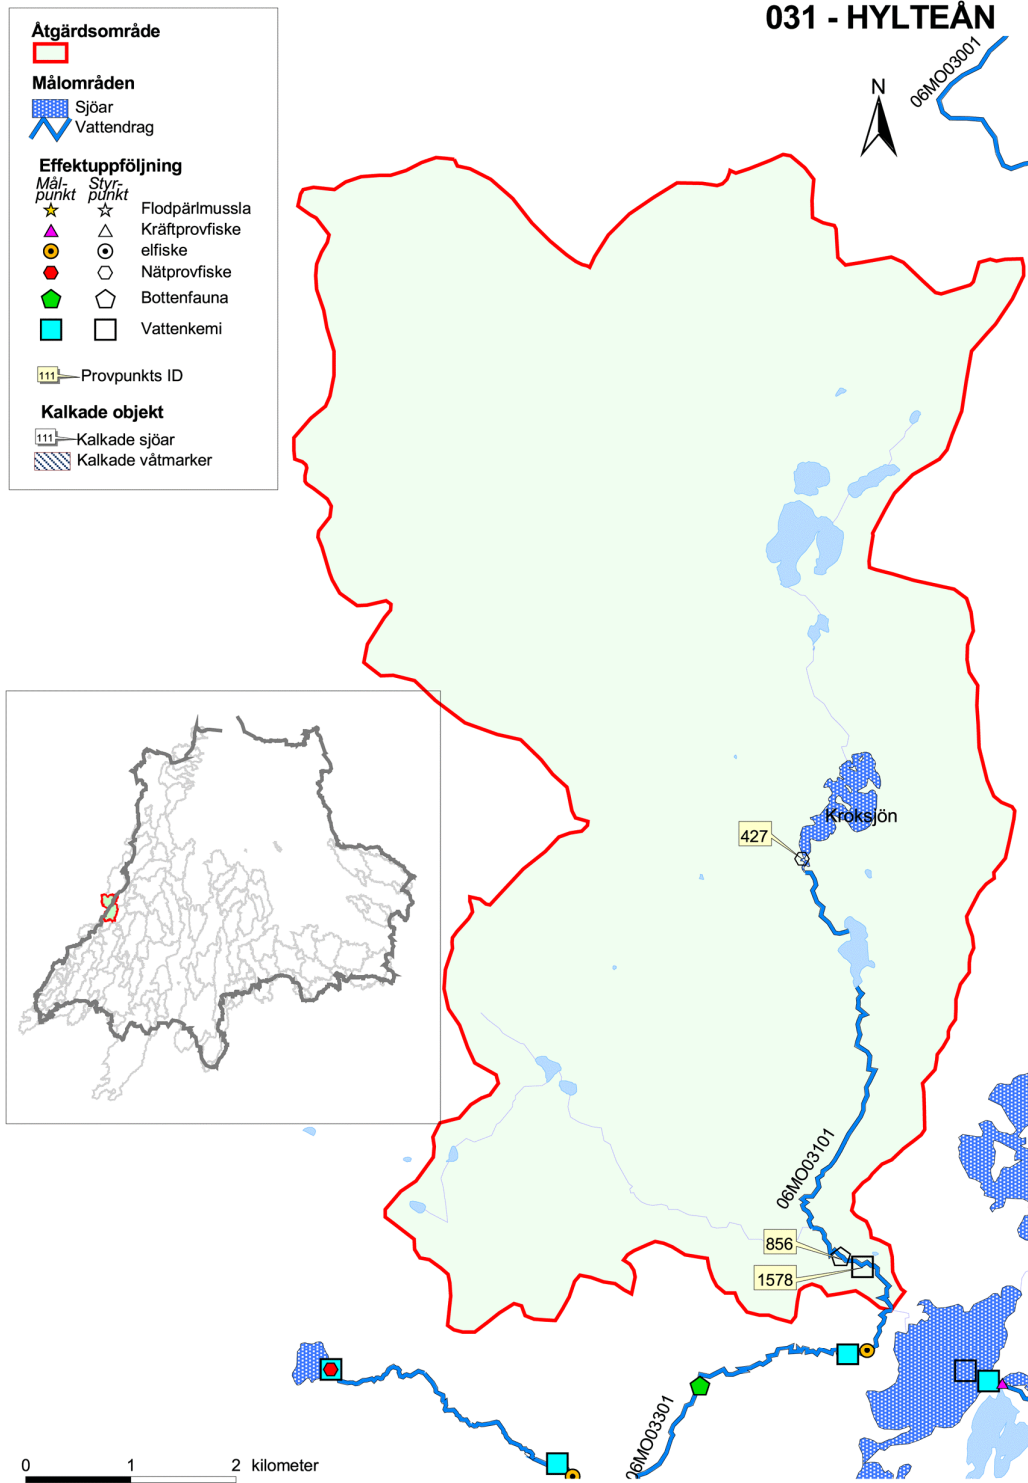 031 - HYLTEÅN
Åtgärdsområde
Målområden
Sjöar
Vattendrag
Effektuppföljning
Mål-
punkt
Styr-
punkt
Flodpärlmussla
Kräftprovfiske
elfiske
Nätprovfiske
Bottenfauna
Vattenkemi
111
Provpunkts ID
Kalkade objekt
111
Kalkade sjöar
Kalkade våtmarker
N
06MO03001
Kroksjön
427
06MO03101
856
1578
06MO03301
0 1 2 kilometer